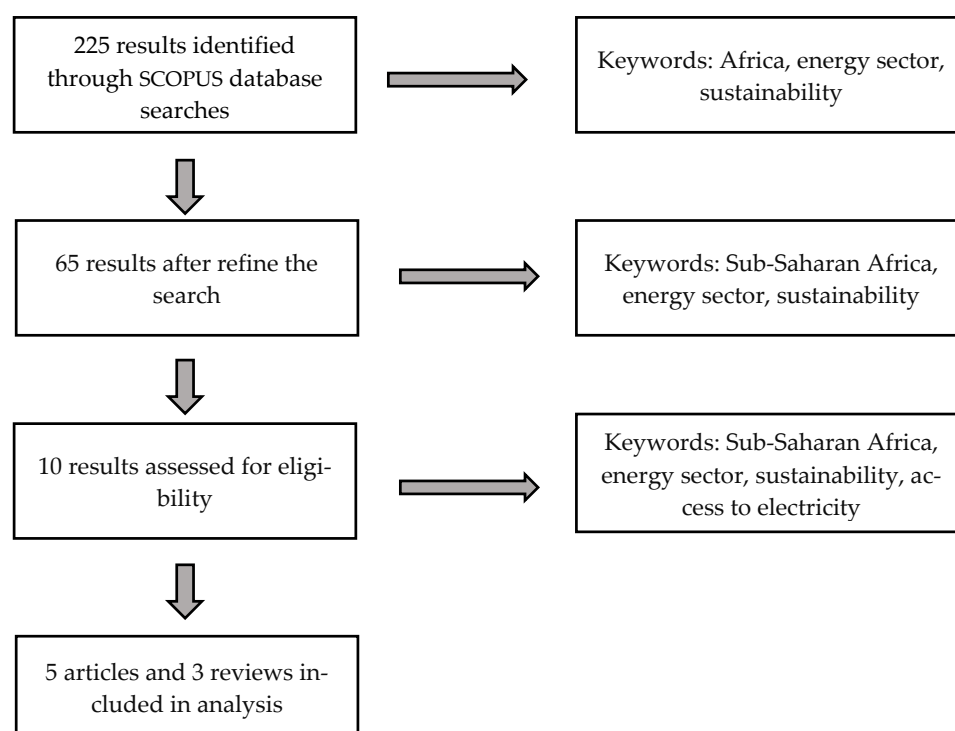 225 results identified
through SCOPUS database
searches
Keywords: Africa, energy sector,
sustainability
65 results after refine the
search
Keywords: Sub-Saharan Africa,
energy sector, sustainability
10 results assessed for eligi-
bility
Keywords: Sub-Saharan Africa,
energy sector, sustainability, ac-
cess to electricity
5 articles and 3 reviews in-
cluded in analysis